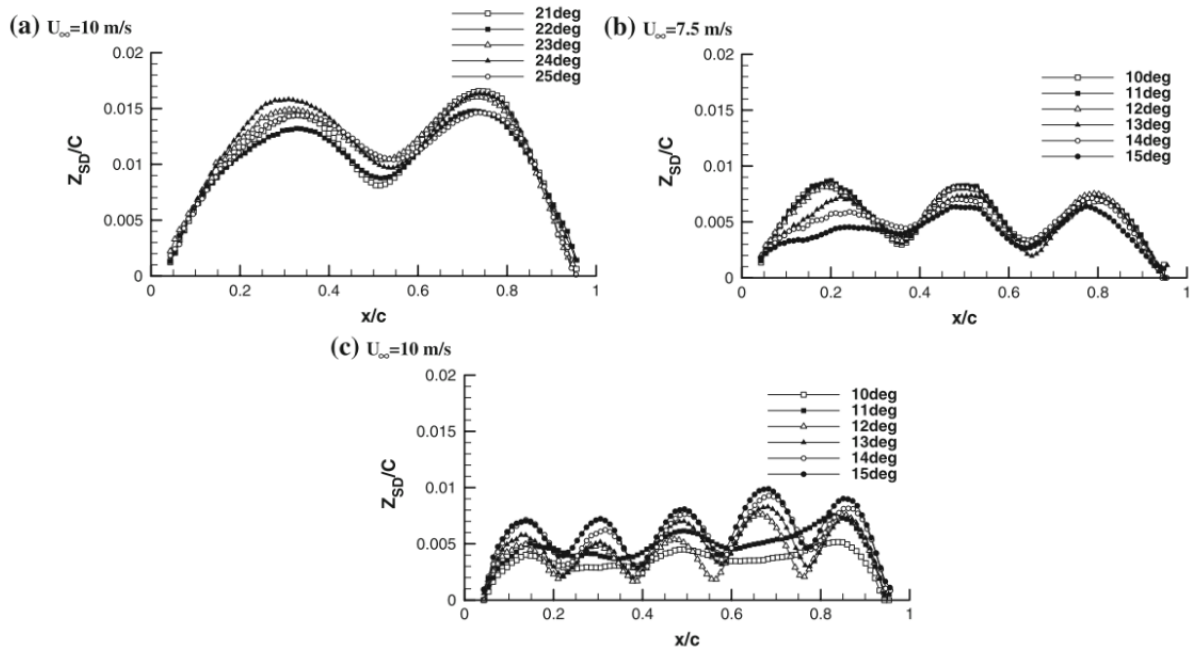 (a) U∞=10 m/s
21deg
22deg
23deg
24deg
25deg
0.02
0.015
0.01
0.005
0
Z_SD/C
0
0.2
0.4
0.6
0.8
1
x/c
(b) U∞=7.5 m/s
10deg
11deg
12deg
13deg
14deg
15deg
0.02
0.015
0.01
0.005
0
Z_SD/C
0
0.2
0.4
0.6
0.8
1
x/c
(c) U∞=10 m/s
10deg
11deg
12deg
13deg
14deg
15deg
0.02
0.015
0.01
0.005
0
Z_SD/C
0
0.2
0.4
0.6
0.8
1
x/c